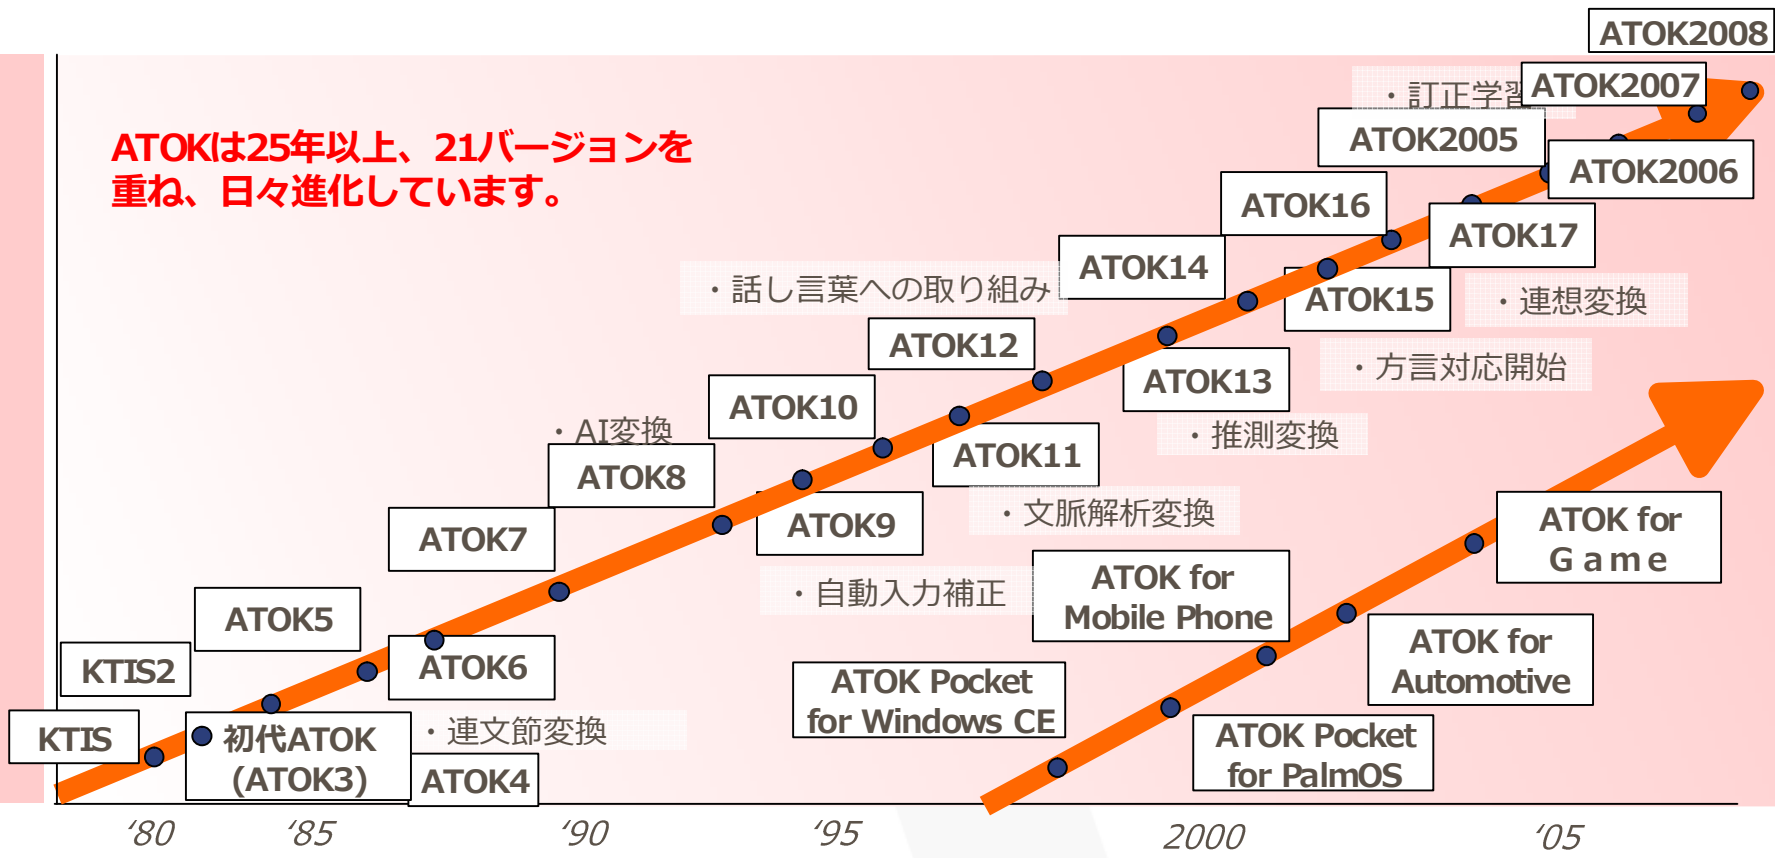 ATOK2008
・訂正学習
ATOK2007
ATOKは25年以上、21バージョンを
重ね、日々進化しています。
ATOK2005
ATOK2006
ATOK16
ATOK17
ATOK14
・話し言葉への取り組み
ATOK15
・連想変換
ATOK12
ATOK13
・方言対応開始
ATOK10
・AI変換
・推測変換
ATOK11
ATOK8
・文脈解析変換
ATOK9
ATOK7
ATOK for
Game
・自動入力補正
ATOK for
Mobile Phone
ATOK5
ATOK for
Automotive
KTIS2
ATOK6
ATOK Pocket
for Windows CE
・連文節変換
KTIS
初代ATOK
(ATOK3)
ATOK4
ATOK Pocket
for PalmOS
‘80
‘85
‘90
‘95
2000
‘05